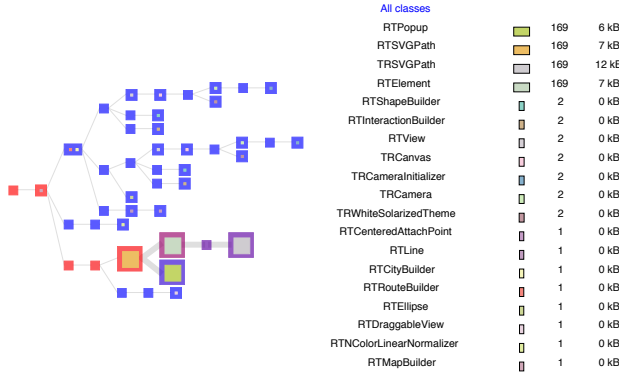 All classes
RTPopup 169 6 kB
RTSVGPath 169 7 kB
TRSVGPath 169 12 kB
RTElement 169 7 kB
RTShapeBuilder 2 0 kB
RTInteractionBuilder 2 0 kB
RTView 2 0 kB
TRCanvas 2 0 kB
TRCameraInitializer 2 0 kB
TRCamera 2 0 kB
TRWhiteSolarizedTheme 2 0 kB
RTCenteredAttachPoint 1 0 kB
RTLine 1 0 kB
RTCityBuilder 1 0 kB
RTRouteBuilder 1 0 kB
RTEllipse 1 0 kB
RTDraggableView 1 0 kB
RTNColorLinearNormalizer 1 0 kB
RTMapBuilder 1 0 kB